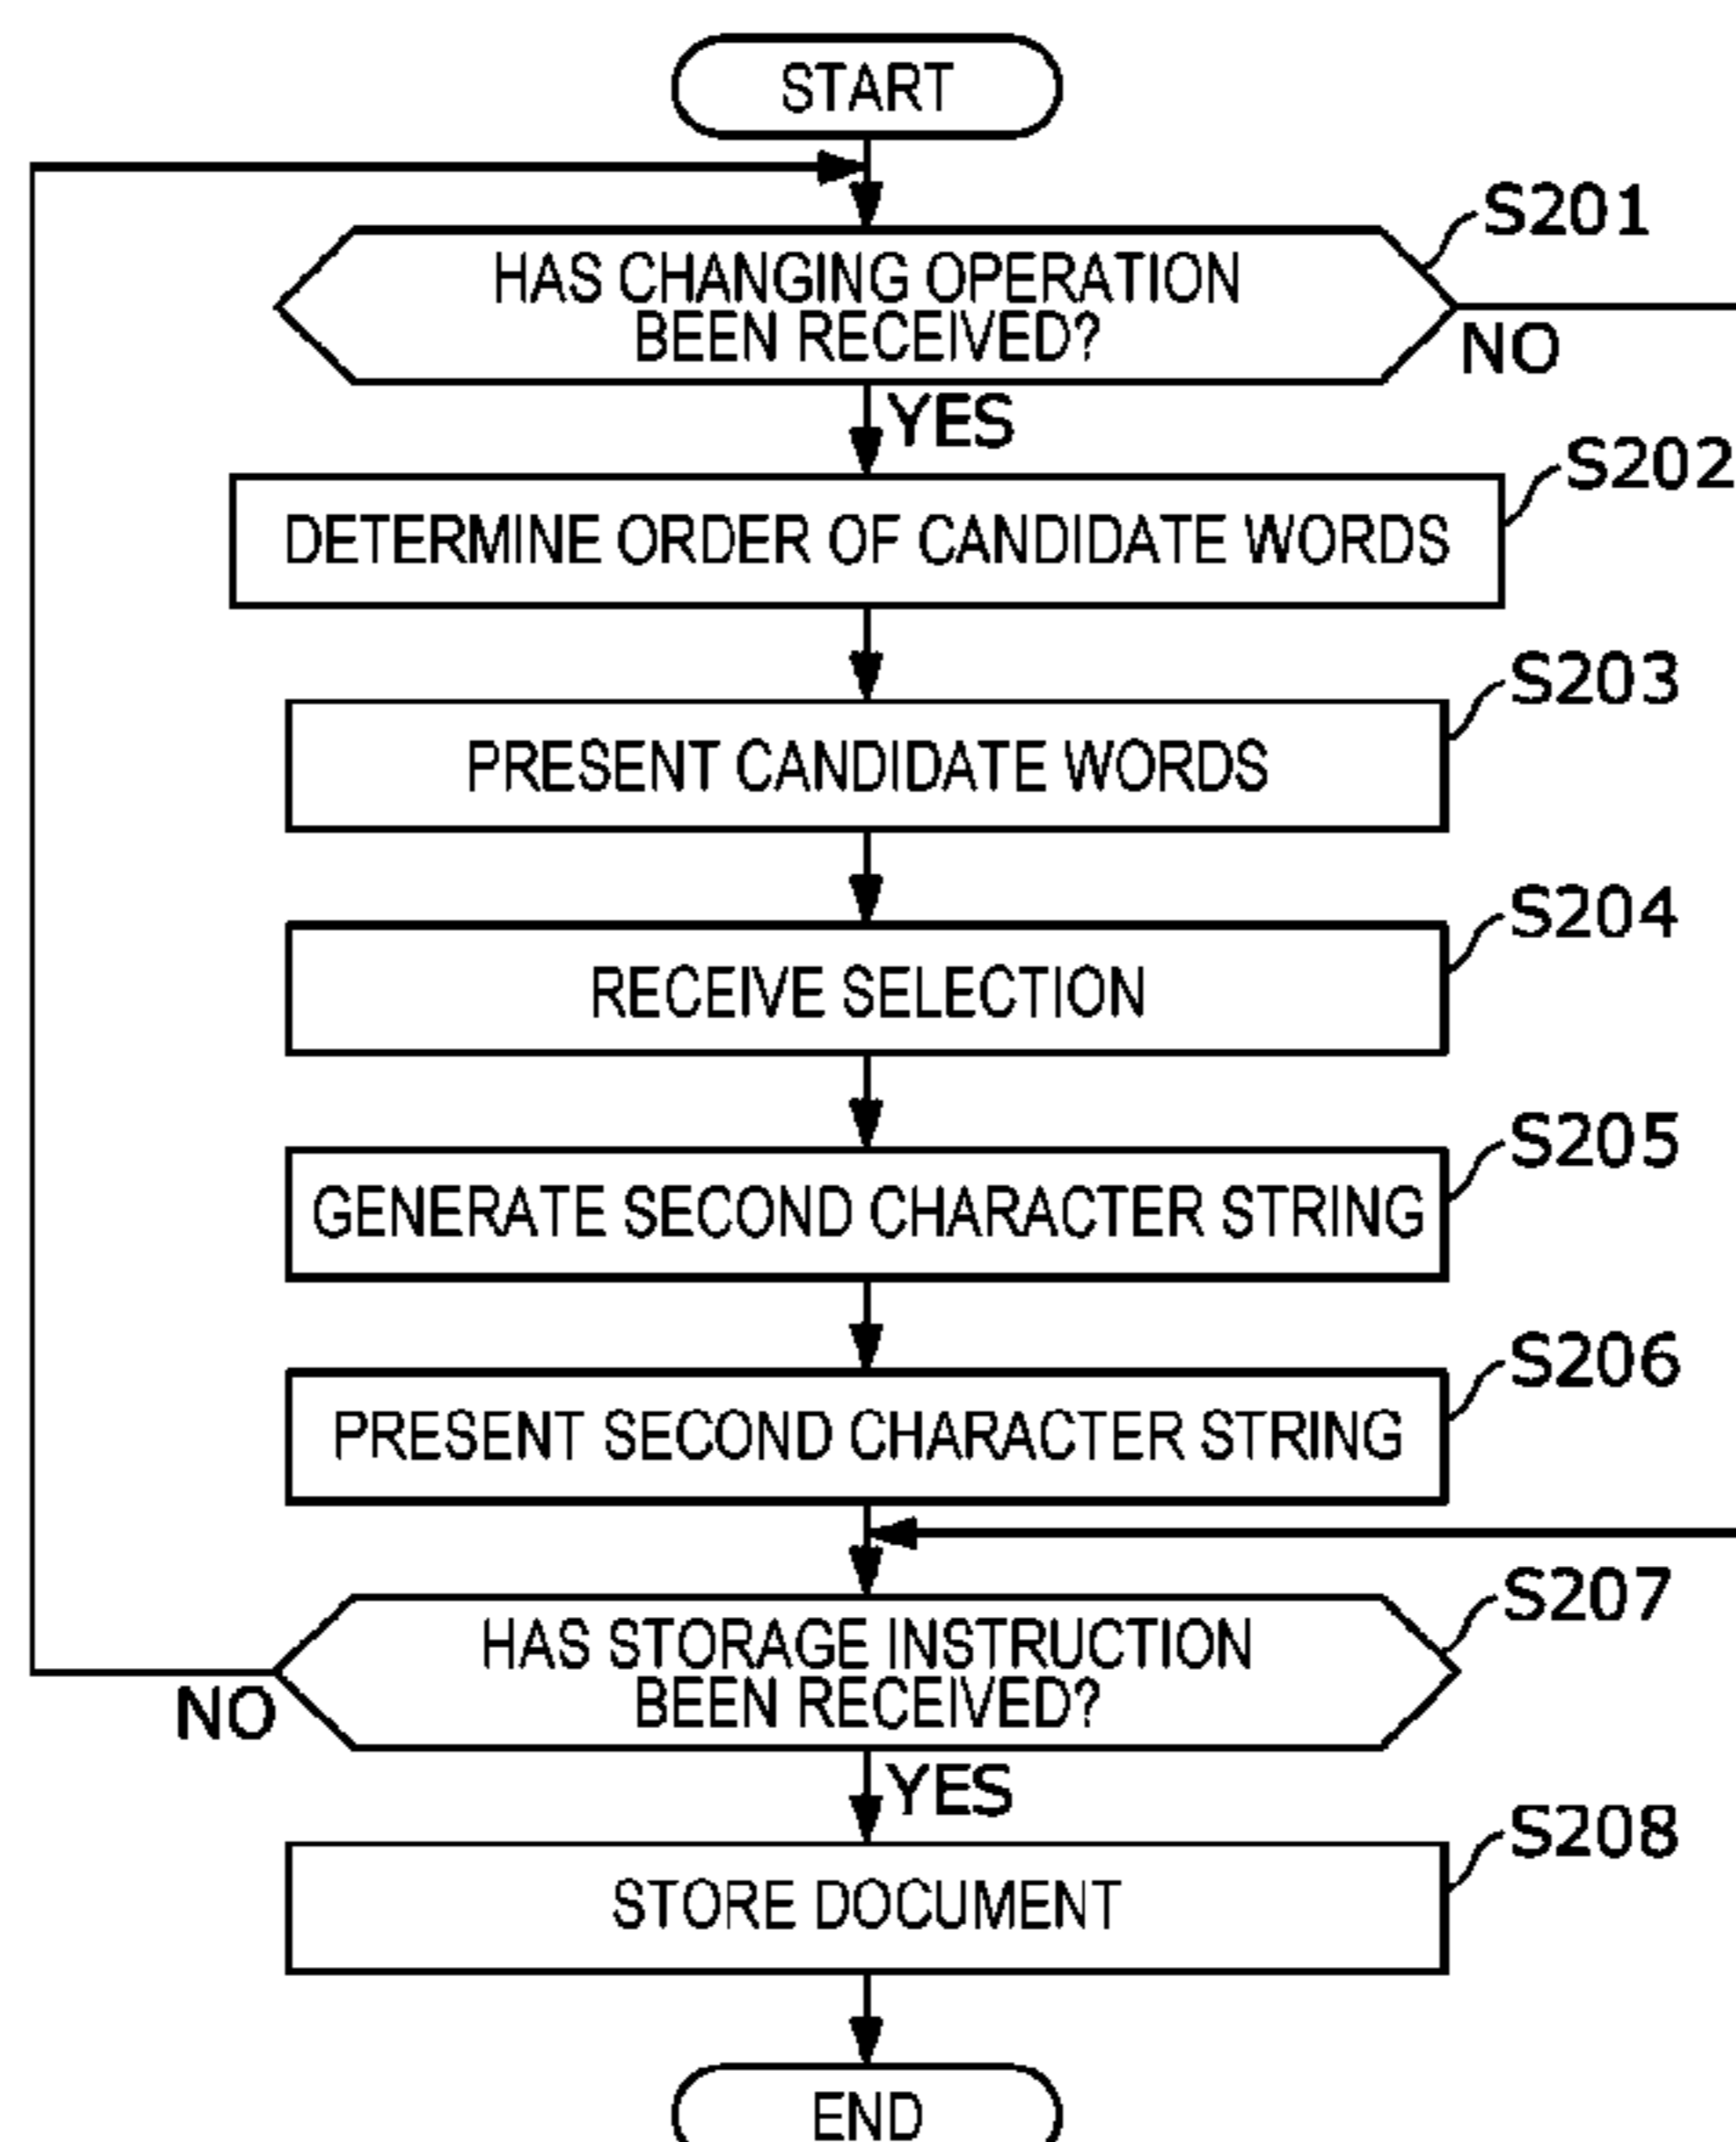 START
S201
HAS CHANGING OPERATION
BEEN RECEIVED?
NO
YES
S202
DETERMINE ORDER OF CANDIDATE WORDS
S203
PRESENT CANDIDATE WORDS
S204
RECEIVE SELECTION
S205
GENERATE SECOND CHARACTER STRING
S206
PRESENT SECOND CHARACTER STRING
S207
HAS STORAGE INSTRUCTION
BEEN RECEIVED?
NO
YES
S208
STORE DOCUMENT
END